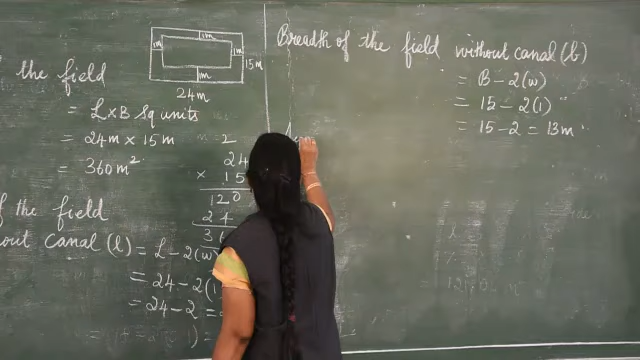 1m
1m
1m
1m
15m
24m
the field
= L×B Sq units
= 24m × 15m
= 360m²
24
× 15
120
24
of the field
out canal (l) = L - 2(w)
= 24 - 2(1
= 24 - 2 =
Breadth of the field without canal (b)
= B - 2(w)
= 15 - 2(1)
= 15 - 2 = 13m